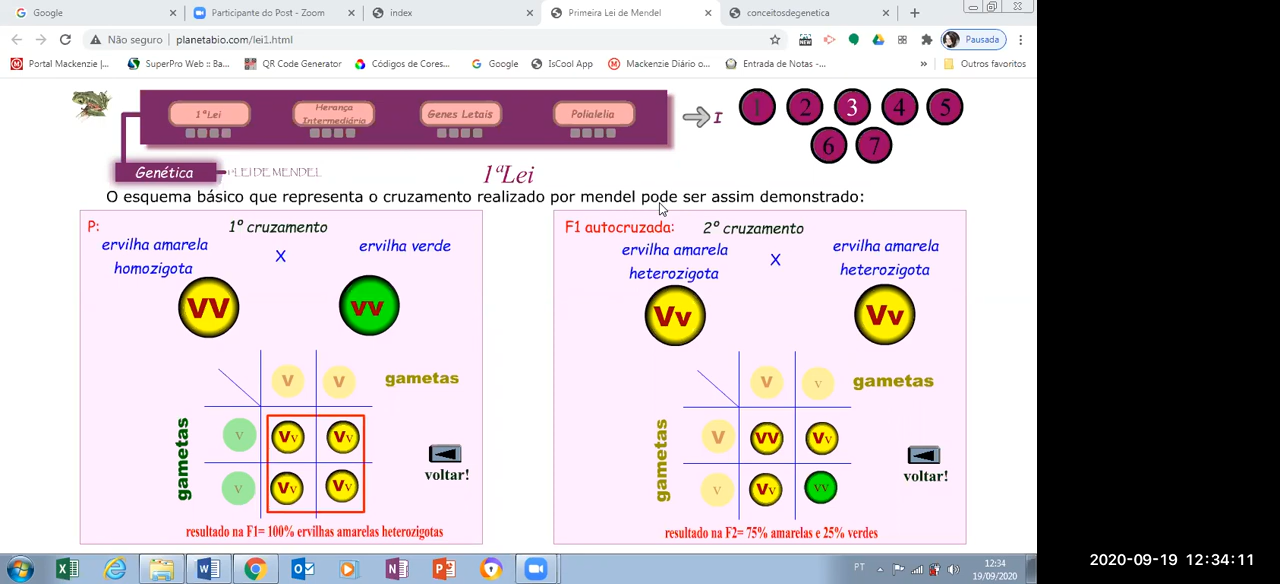 Google
Participante do Post - Zoom
index
Primeira Lei de Mendel
conceitosdegenetica
Não seguro | planetabio.com/lei1.html
Pausada
Portal Mackenzie |...
SuperPro Web :: Ba...
QR Code Generator
Códigos de Cores...
Google
IsCool App
Mackenzie Diário o...
Entrada de Notas -...
»
Outros favoritos
1ªLei
Herança Intermediário
Genes Letais
Polialelia
I
1 2 3 4 5
6 7
Genética
1ª LEI DE MENDEL
1ªLei
O esquema básico que representa o cruzamento realizado por mendel pode ser assim demonstrado:
P:
1º cruzamento
ervilha amarela
homozigota
X
ervilha verde
VV
vv
V V
gametas
gametas
v Vv Vv
v Vv Vv
voltar!
resultado na F1= 100% ervilhas amarelas heterozigotas
F1 autocruzada:
2º cruzamento
ervilha amarela
heterozigota
X
ervilha amarela
heterozigota
Vv
Vv
V v
gametas
gametas
V VV Vv
v Vv vv
voltar!
resultado na F2= 75% amarelas e 25% verdes
PT
12:34
19/09/2020
2020-09-19 12:34:11